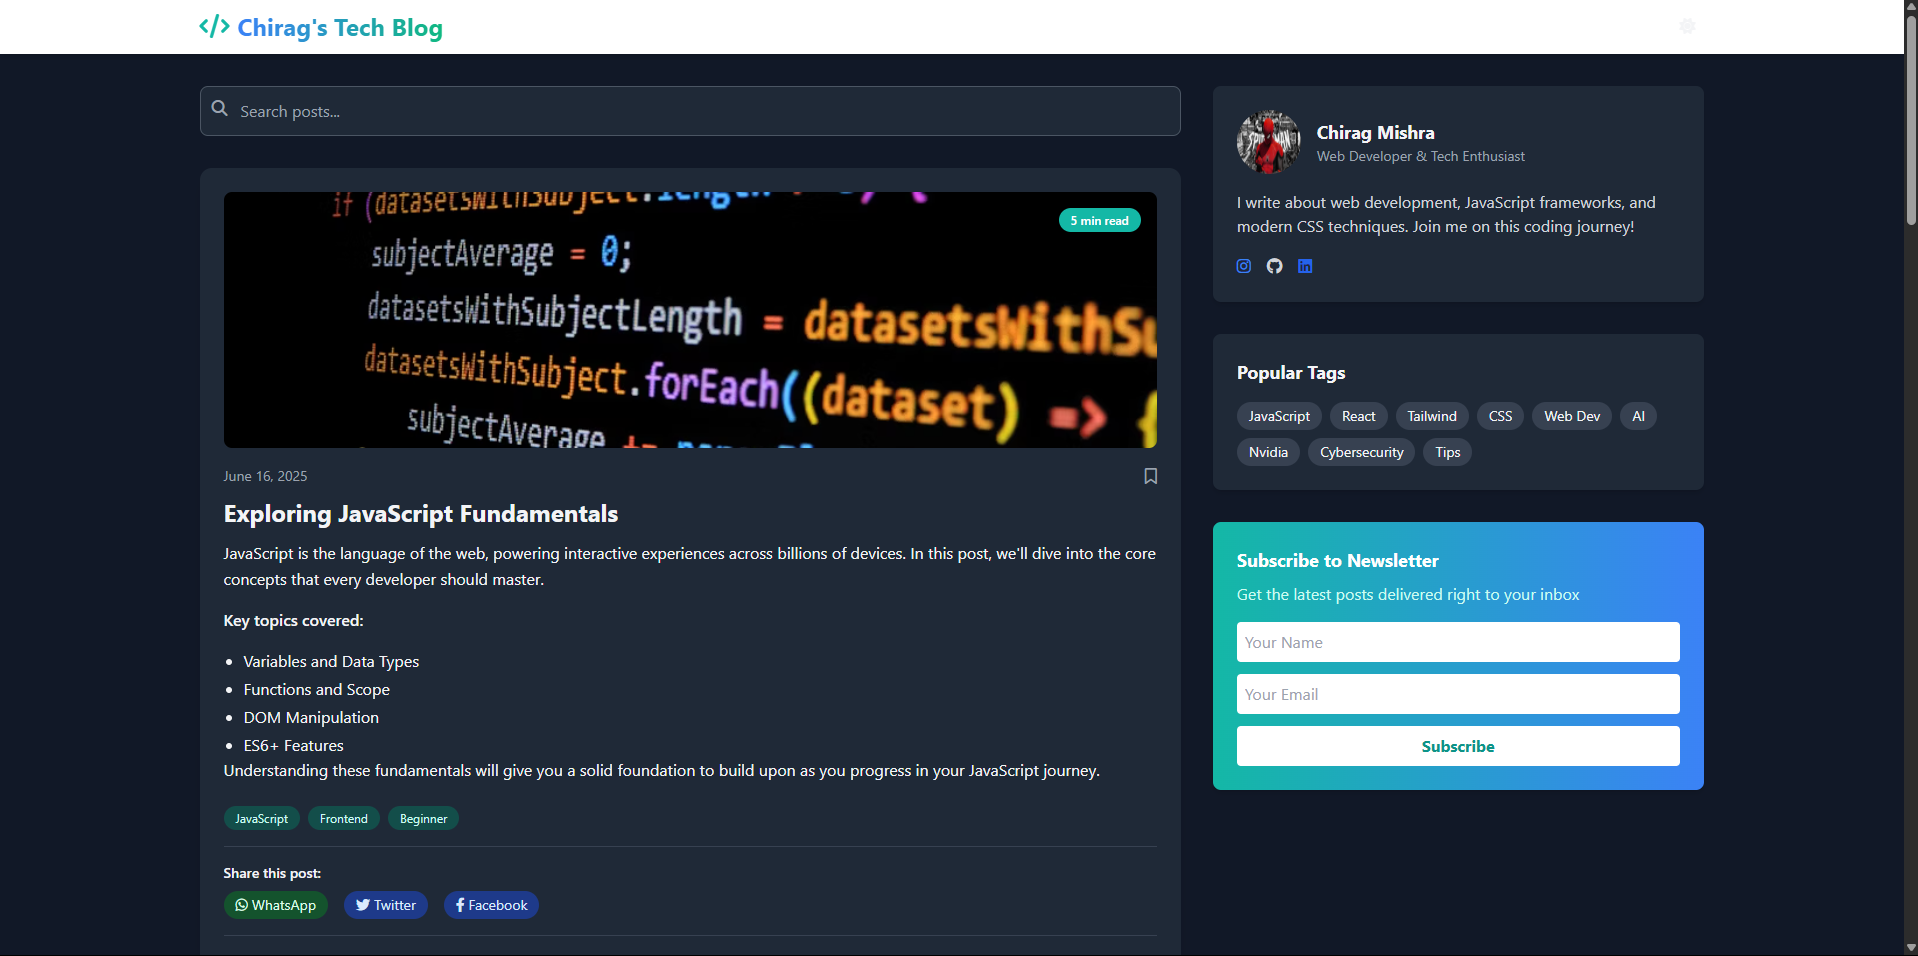 </> Chirag's Tech Blog
Search posts...
if (datasetsWithSubject.length
subjectAverage = 0;
datasetsWithSubjectLength = datasetsWithSu
datasetsWithSubject.forEach((dataset) => {
subjectAverage
5 min read
June 16, 2025
Exploring JavaScript Fundamentals
JavaScript is the language of the web, powering interactive experiences across billions of devices. In this post, we'll dive into the core
concepts that every developer should master.
Key topics covered:
• Variables and Data Types
• Functions and Scope
• DOM Manipulation
• ES6+ Features
Understanding these fundamentals will give you a solid foundation to build upon as you progress in your JavaScript journey.
JavaScript Frontend Beginner
Share this post:
WhatsApp Twitter Facebook
Chirag Mishra
Web Developer & Tech Enthusiast
I write about web development, JavaScript frameworks, and
modern CSS techniques. Join me on this coding journey!
Popular Tags
JavaScript React Tailwind CSS Web Dev AI
Nvidia Cybersecurity Tips
Subscribe to Newsletter
Get the latest posts delivered right to your inbox
Your Name
Your Email
Subscribe